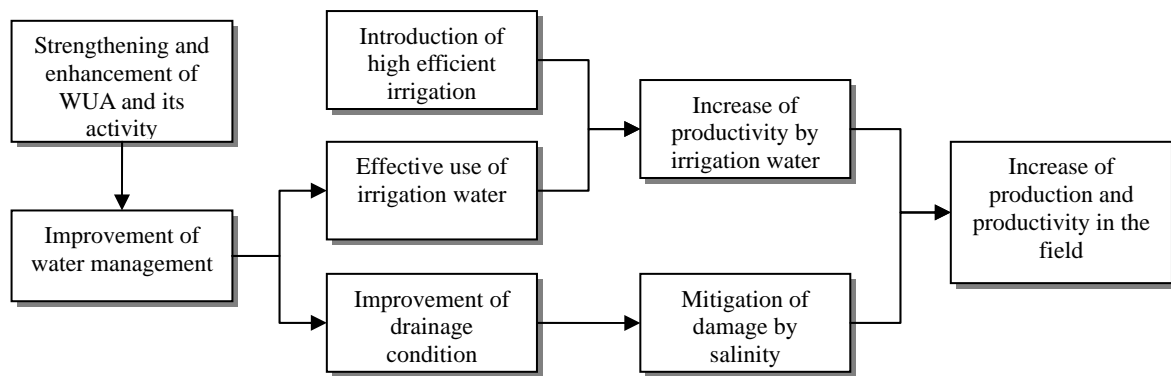 Strengthening and
enhancement of
WUA and its
activity
Improvement of
water management
Introduction of
high efficient
irrigation
Effective use of
irrigation water
Improvement of
drainage
condition
Increase of
productivity by
irrigation water
Mitigation of
damage by
salinity
Increase of
production and
productivity in the
field